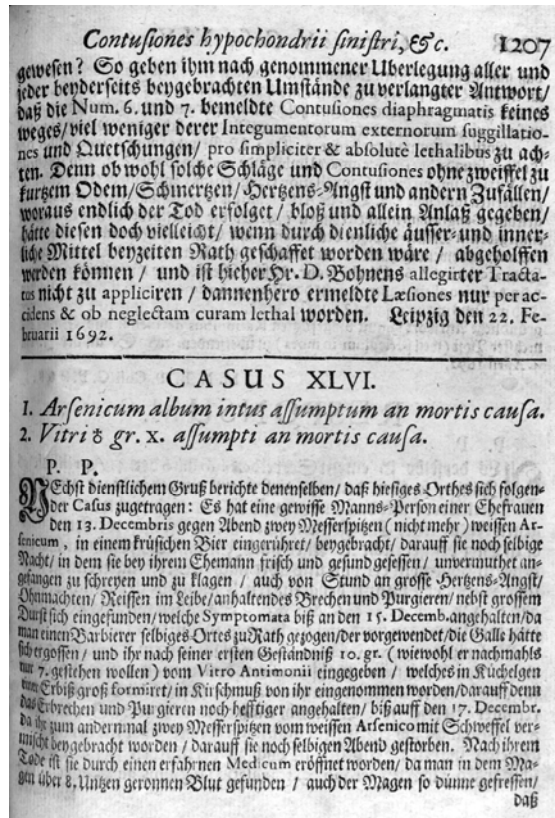 Contusiones hypochondrii sinistri, &c. 1207
gewesen? So geben ihm nach genommener Uberlegung aller und
jeder beyderseits beygebrachten Umstände zu verlangter Antwort/
daß die Num. 6. und 7. bemeldte Contusiones diaphragmatis keines
weges/viel weniger derer Integumentorum externorum suggillatio-
nes und Quetschungen/ pro simpliciter & absolutè lethalibus zu ach-
ten. Denn ob wohl solche Schläge und Contusiones ohne zweiffel zu
kurtzem Odem/Schmertzen/Hertzens-Angst und andern Zufällen/
woraus endlich der Tod erfolget/ bloß und allein Anlaß gegeben/
hätte diesen doch vielleicht/ wenn durch dienliche äusser- und inner-
liche Mittel beyzeiten Rath geschaffet worden wäre/ abgeholffen
werden können/ und ist hieher Hr. D. Bohnens allegirter Tracta-
tus nicht zu appliciren/ dannenhero ermeldte Læsiones nur per ac-
cidens & ob neglectam curam lethal worden. Leipzig den 22. Fe-
bruarii 1692.
CASUS XLVI.
1. Arsenicum album intus assumptum an mortis causa.
2. Vitri ♁ gr. x. assumpti an mortis causa.
P. P.
NEchst dienstlichem Gruß berichte denenselben/ daß hiesiges Orthes sich folgen-
der Casus zugetragen: Es hat eine gewisse Manns-Person einer Ehefrauen
den 13. Decembris gegen Abend zwey Messerspitzen (nicht mehr) weissen Ar-
senicum, in einem krüsichen Bier eingerühret/ beygebracht/ darauff sie noch selbige
Nacht/ in dem sie bey ihrem Ehemann frisch und gesund gesessen/ unvermuthet an-
gefangen zu schreyen und zu klagen/ auch von Stund an grosse Hertzens-Angst/
Ohnmachten/ Reissen im Leibe/anhaltendes Brechen und Purgieren/ nebst grossem
Durst sich eingefunden/welche Symptomata biß an den 15. Decemb. angehalten/da
man einen Barbierer selbiges Ortes zu Rath gezogen/der vorgewendet/die Galle hätte
sich ergossen/ und ihr nach seiner ersten Geständniß 10. gr. (wiewohl er nachmahls
nur 7. gestehen wollen) vom Vitro Antimonii eingegeben/ welches in Küchelgen
Erbiß groß formiret/ in Kirschmuß von ihr eingenommen worden/darauff denn
das Erbrechen und Purgieren noch hefftiger angehalten/ biß auff den 17. Decembr.
da ihr zum andernmal zwey Messerspitzen vom weissen Arsenico mit Schweffel ver-
mischt beygebracht worden/ darauff sie noch selbigen Abend gestorben. Nach ihrem
Tode ist sie durch einen erfahrnen Medicum eröffnet worden/ da man in dem Ma-
gen über 8. Untzen geronnen Blut gefunden/ auch der Magen so dünne gefressen/
daß